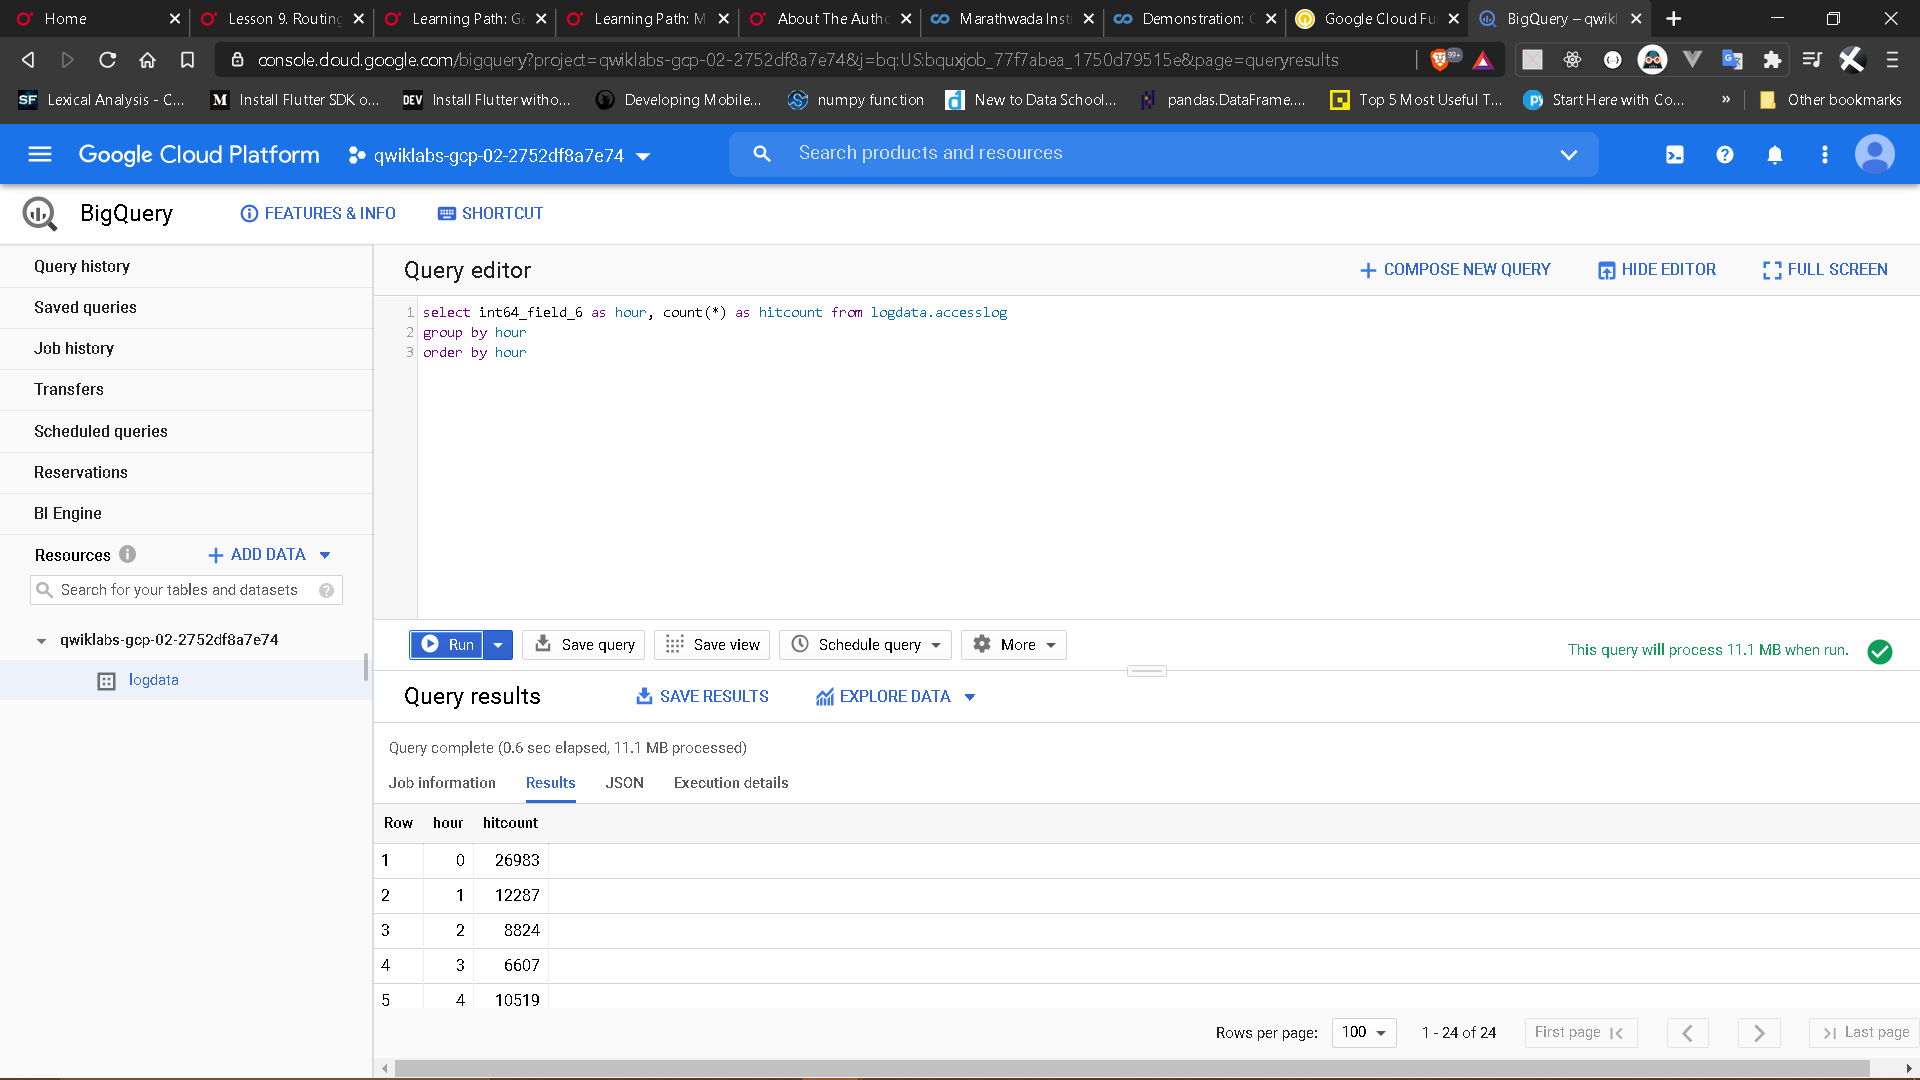 Home
Lesson 9. Routing
Learning Path: Ge
Learning Path: M
About The Autho
Marathwada Insti
Demonstration: C
Google Cloud Fu
BigQuery – qwikl
console.cloud.google.com/bigquery?project=qwiklabs-gcp-02-2752df8a7e74&j=bq:US:bquxjob_77f7abea_1750d79515e&page=queryresults
99+
SF Lexical Analysis - C...
M Install Flutter SDK o...
DEV Install Flutter witho...
Developing Mobile...
numpy function
d New to Data School...
pandas.DataFrame....
Top 5 Most Useful T...
Start Here with Co...
»
Other bookmarks
Google Cloud Platform
qwiklabs-gcp-02-2752df8a7e74
Search products and resources
BigQuery
FEATURES & INFO
SHORTCUT
Query history
Saved queries
Job history
Transfers
Scheduled queries
Reservations
BI Engine
Resources
ADD DATA
Search for your tables and datasets
qwiklabs-gcp-02-2752df8a7e74
logdata
Query editor
COMPOSE NEW QUERY
HIDE EDITOR
FULL SCREEN
1 select int64_field_6 as hour, count(*) as hitcount from logdata.accesslog
2 group by hour
3 order by hour
Run
Save query
Save view
Schedule query
More
This query will process 11.1 MB when run.
Query results
SAVE RESULTS
EXPLORE DATA
Query complete (0.6 sec elapsed, 11.1 MB processed)
Job information
Results
JSON
Execution details
Row hour hitcount
1 0 26983
2 1 12287
3 2 8824
4 3 6607
5 4 10519
Rows per page:
100
1 - 24 of 24
First page
Last page